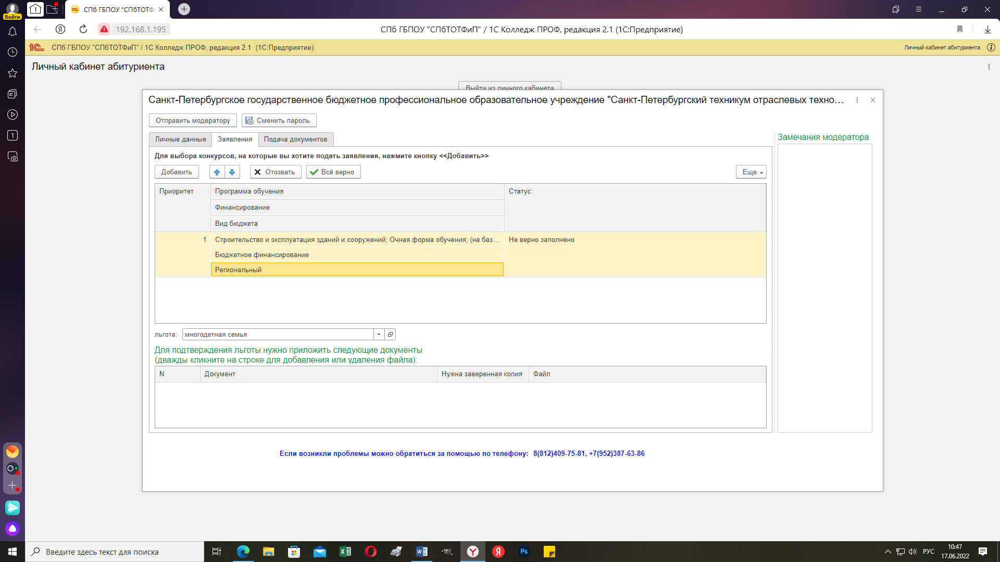 СПб ГБПОУ "СПбТОТФи
Войти
192.168.1.195
СПб ГБПОУ "СПбТОТФиП" / 1С Колледж ПРОФ, редакция 2.1 (1С:Предприятие)
СПб ГБПОУ "СПбТОТФиП" / 1С Колледж ПРОФ, редакция 2.1 (1С:Предприятие)
Личный кабинет абитуриента
Личный кабинет абитуриента
Выйти из личного кабинета
Санкт-Петербургское государственное бюджетное профессиональное образовательное учреждение "Санкт-Петербургский техникум отраслевых техно...
Отправить модератору
Сменить пароль
Личные данные
Заявления
Подача документов
Замечания модератора
Для выбора конкурсов, на которые вы хотите подать заявления, нажмите кнопку <<Добавить>>
Добавить
Отозвать
Всё верно
Еще
Приоритет
Программа обучения
Статус
Финансирование
Вид бюджета
1
Строительство и эксплуатация зданий и сооружений; Очная форма обучения; (на баз...
Не верно заполнено
Бюджетное финансирование
Региональный
льгота:
многодетная семья
Для подтверждения льготы нужно приложить следующие документы
(дважды кликните на строке для добавления или удаления файла):
N
Документ
Нужна заверенная копия
Файл
Если возникли проблемы можно обратиться за помощью по телефону: 8(812)409-75-81, +7(952)387-63-86
Введите здесь текст для поиска
РУС
10:47
17.06.2022